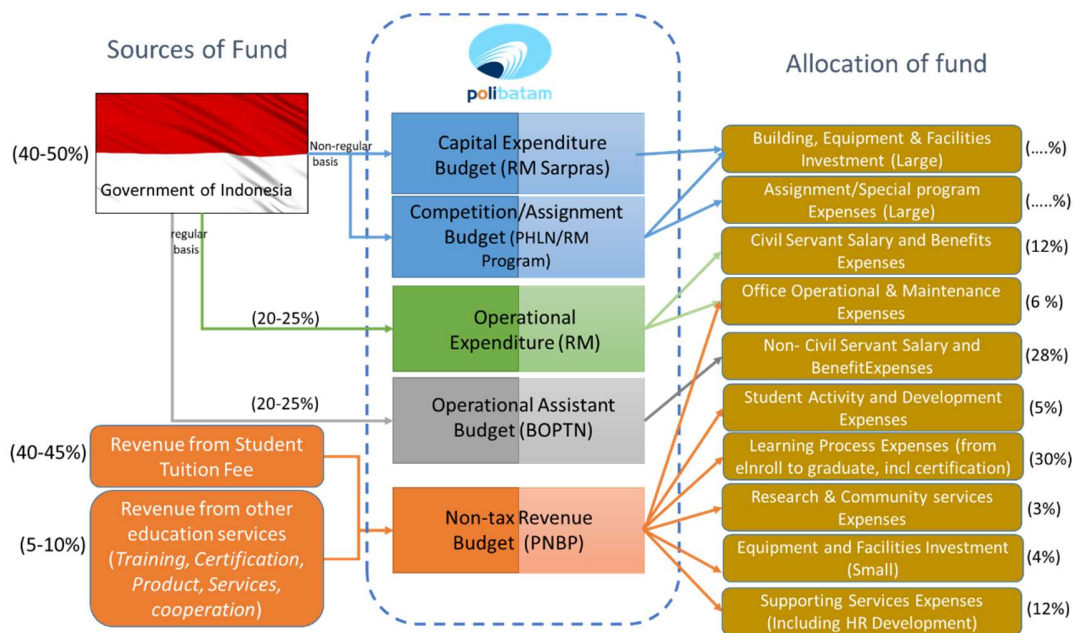 Sources of Fund
polibatam
Allocation of fund
(40-50%)
Government of Indonesia
Non-regular
basis
regular
basis
(20-25%)
(20-25%)
(40-45%)
Revenue from Student
Tuition Fee
(5-10%)
Revenue from other
education services
(Training, Certification,
Product, Services,
cooperation)
Capital Expenditure
Budget (RM Sarpras)
Competition/Assignment
Budget (PHLN/RM
Program)
Operational
Expenditure (RM)
Operational Assistant
Budget (BOPTN)
Non-tax Revenue
Budget (PNBP)
Building, Equipment & Facilities
Investment (Large)
(....%)
Assignment/Special program
Expenses (Large)
(.....%)
Civil Servant Salary and Benefits
Expenses
(12%)
Office Operational & Maintenance
Expenses
(6 %)
Non- Civil Servant Salary and
BenefitExpenses
(28%)
Student Activity and Development
Expenses
(5%)
Learning Process Expenses (from
elnroll to graduate, incl certification)
(30%)
Research & Community services
Expenses
(3%)
Equipment and Facilities Investment
(Small)
(4%)
Supporting Services Expenses
(Including HR Development)
(12%)